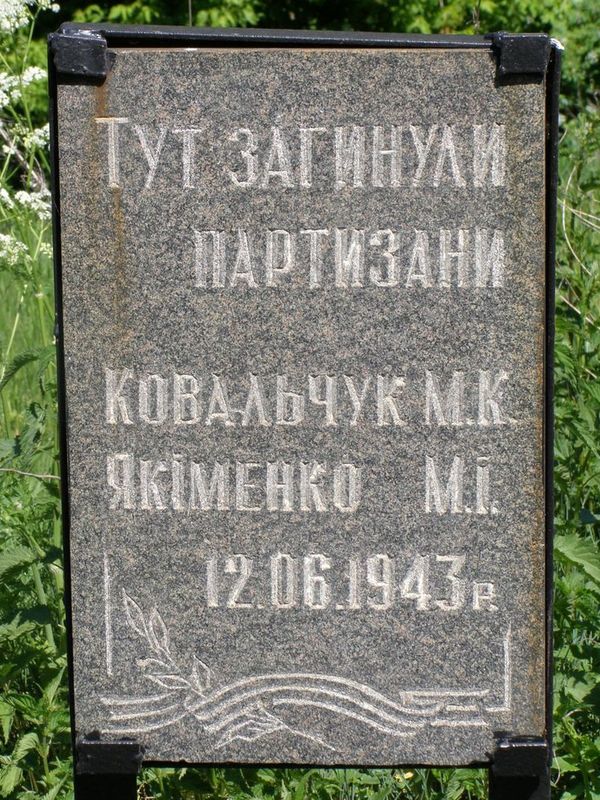 Тут загинули
партизани
Ковальчук М.К.
Якіменко М.І.
12.06.1943р.